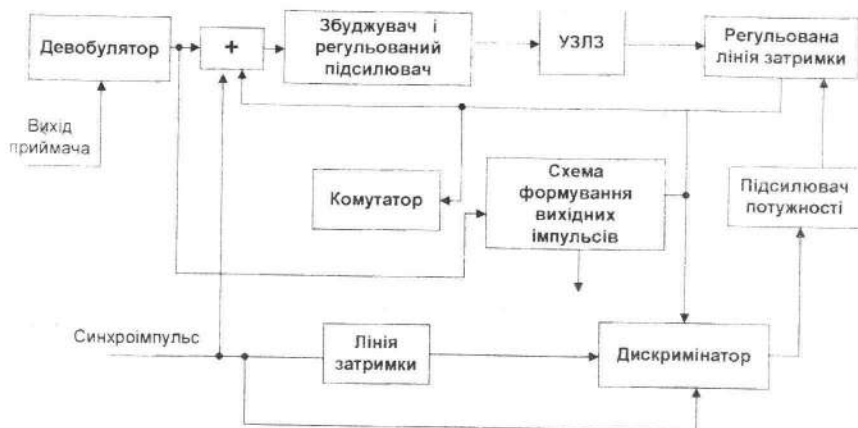 Девобулятор
+
Збуджувач і
регульований
підсилювач
УЗЛЗ
Регульована
лінія затримки
Вихід
приймача
Комутатор
Схема
формування
вихідних
імпульсів
Підсилювач
потужності
Синхроімпульс
Лінія
затримки
Дискримінатор